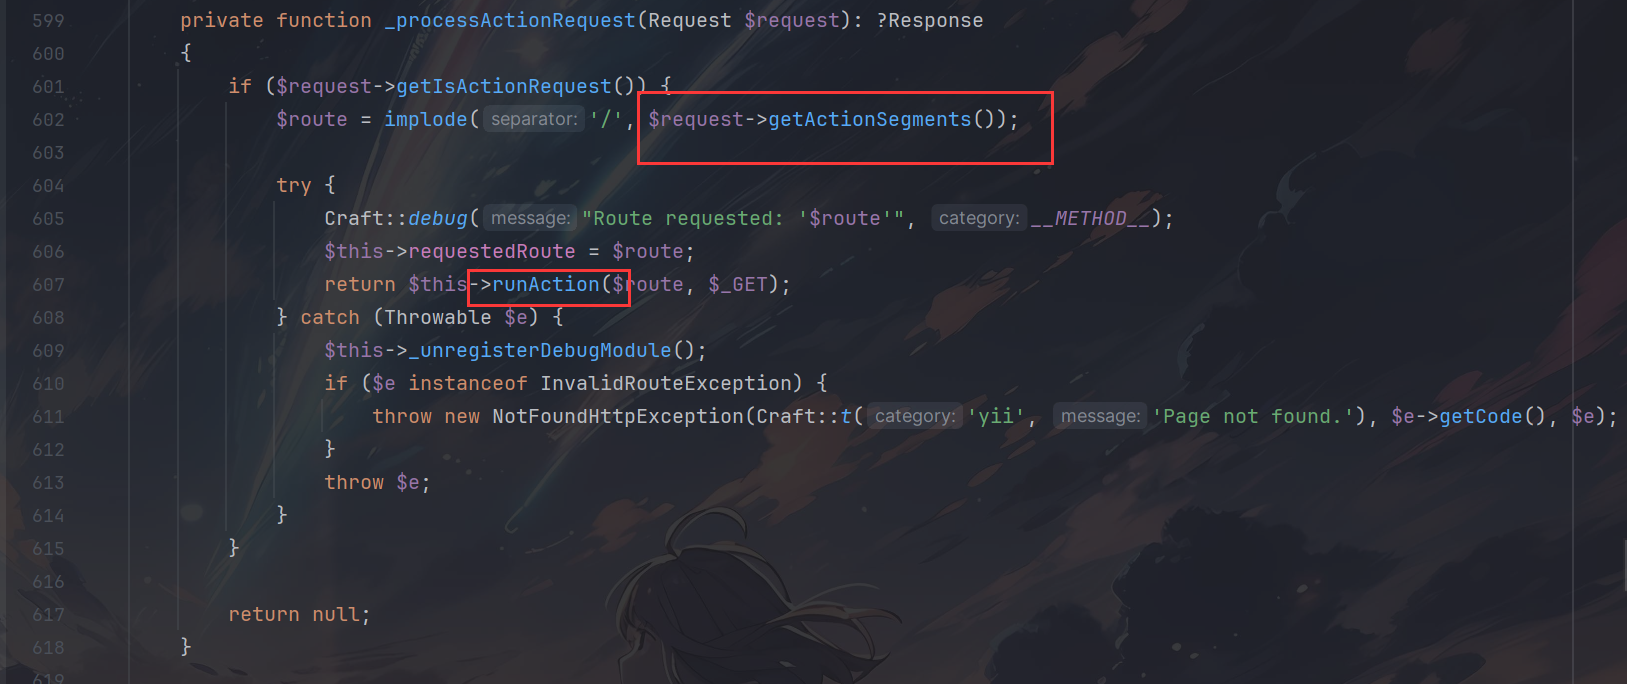 599 private function _processActionRequest(Request $request): ?Response
600 {
601 if ($request->getIsActionRequest()) {
602 $route = implode( separator: '/', $request->getActionSegments());
603
604 try {
605 Craft::debug( message: "Route requested: '$route'", category: __METHOD__);
606 $this->requestedRoute = $route;
607 return $this->runAction($route, $_GET);
608 } catch (Throwable $e) {
609 $this->_unregisterDebugModule();
610 if ($e instanceof InvalidRouteException) {
611 throw new NotFoundHttpException(Craft::t( category: 'yii', message: 'Page not found.'), $e->getCode(), $e);
612 }
613 throw $e;
614 }
615 }
616
617 return null;
618 }
619